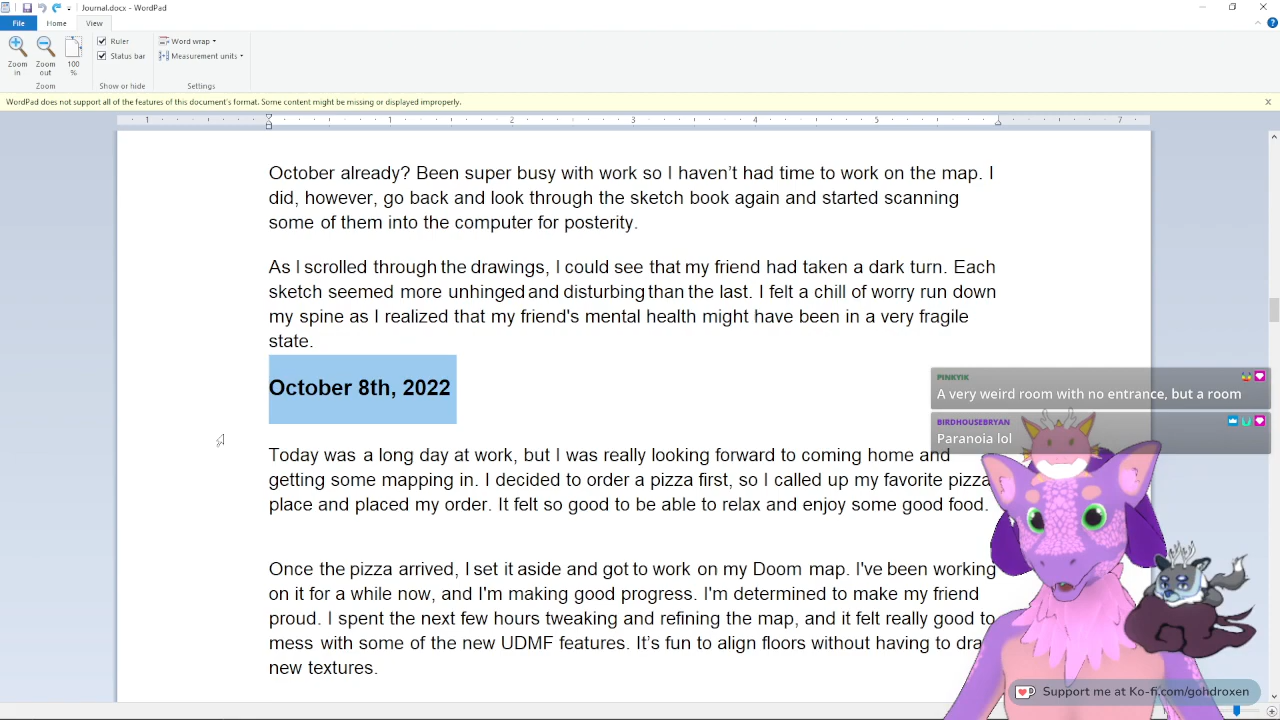 Journal.docx - WordPad
File
Home
View
Zoom in
Zoom out
100 %
Zoom
Ruler
Status bar
Show or hide
Word wrap
Measurement units
Settings
WordPad does not support all of the features of this document's format. Some content might be missing or displayed improperly.
1 1 2 3 4 5 7
October already? Been super busy with work so I haven’t had time to work on the map. I
did, however, go back and look through the sketch book again and started scanning
some of them into the computer for posterity.
As I scrolled through the drawings, I could see that my friend had taken a dark turn. Each
sketch seemed more unhinged and disturbing than the last. I felt a chill of worry run down
my spine as I realized that my friend's mental health might have been in a very fragile
state.
October 8th, 2022
Today was a long day at work, but I was really looking forward to coming home and
getting some mapping in. I decided to order a pizza first, so I called up my favorite pizza
place and placed my order. It felt so good to be able to relax and enjoy some good food.
Once the pizza arrived, I set it aside and got to work on my Doom map. I've been working
on it for a while now, and I'm making good progress. I'm determined to make my friend
proud. I spent the next few hours tweaking and refining the map, and it felt really good to
mess with some of the new UDMF features. It’s fun to align floors without having to dra
new textures.
PINKYIK
A very weird room with no entrance, but a room
BIRDHOUSEBRYAN
Paranoia lol
Support me at Ko-fi.com/gohdroxen